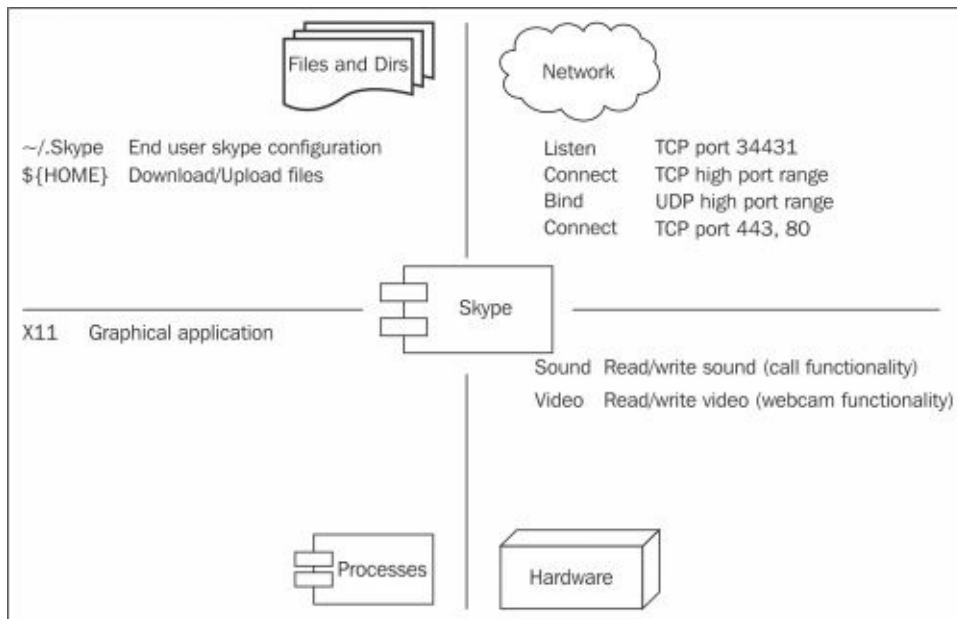 Files and Dirs
~/.Skype End user skype configuration
${HOME} Download/Upload files
Network
Listen TCP port 34431
Connect TCP high port range
Bind UDP high port range
Connect TCP port 443, 80
Skype
X11 Graphical application
Sound Read/write sound (call functionality)
Video Read/write video (webcam functionality)
Processes
Hardware